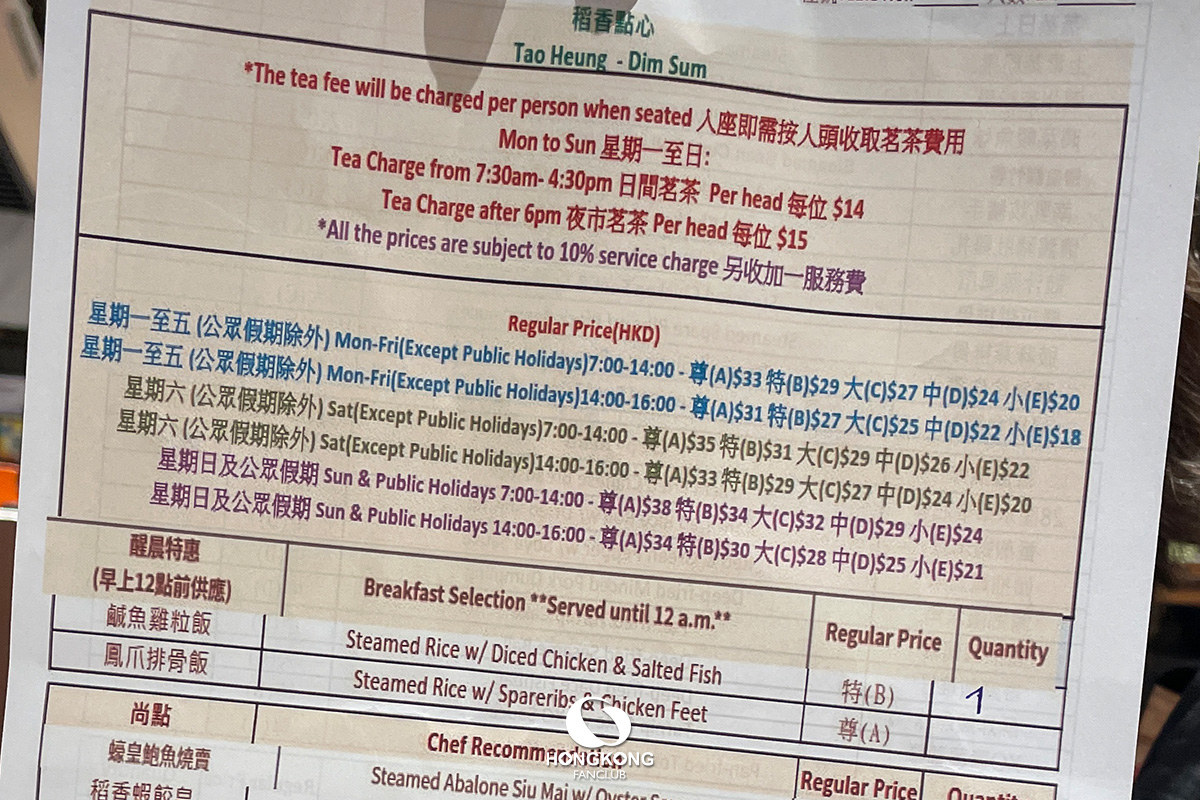 稻香點心
Tao Heung - Dim Sum
*The tea fee will be charged per person when seated 入座即需按人頭收取茗茶費用
Mon to Sun 星期一至日:
Tea Charge from 7:30am- 4:30pm 日間茗茶 Per head 每位 $14
Tea Charge after 6pm 夜市茗茶 Per head 每位 $15
*All the prices are subject to 10% service charge 另收加一服務費
Regular Price(HKD)
星期一至五 (公眾假期除外) Mon-Fri(Except Public Holidays)7:00-14:00 - 尊(A)$33 特(B)$29 大(C)$27 中(D)$24 小(E)$20
星期一至五 (公眾假期除外) Mon-Fri(Except Public Holidays)14:00-16:00 - 尊(A)$31 特(B)$27 大(C)$25 中(D)$22 小(E)$18
星期六 (公眾假期除外) Sat(Except Public Holidays)7:00-14:00 - 尊(A)$35 特(B)$31 大(C)$29 中(D)$26 小(E)$22
星期六 (公眾假期除外) Sat(Except Public Holidays)14:00-16:00 - 尊(A)$33 特(B)$29 大(C)$27 中(D)$24 小(E)$20
星期日及公眾假期 Sun & Public Holidays 7:00-14:00 - 尊(A)$38 特(B)$34 大(C)$32 中(D)$29 小(E)$24
星期日及公眾假期 Sun & Public Holidays 14:00-16:00 - 尊(A)$34 特(B)$30 大(C)$28 中(D)$25 小(E)$21
醒晨特惠
(早上12點前供應) Breakfast Selection **Served until 12 a.m.** Regular Price Quantity
鹹魚雞粒飯 Steamed Rice w/ Diced Chicken & Salted Fish 特(B) 1
鳳爪排骨飯 Steamed Rice w/ Spareribs & Chicken Feet 尊(A)
尚點 Chef Recommendation Regular Price Quantity
蠔皇鮑魚燒賣 Steamed Abalone Siu Mai w/ Oyster
稻香蝦餃皇
HONGKONG
FANCLUB